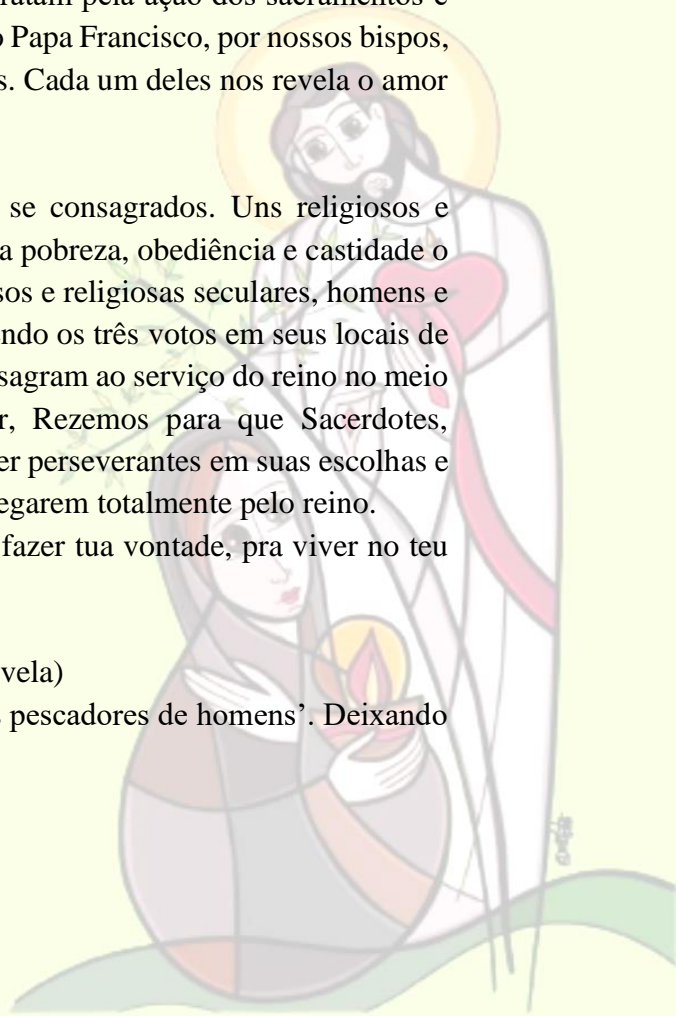 pela ação dos sacramentos e
o Papa Francisco, por nossos bispos,
s. Cada um deles nos revela o amor
se consagrados. Uns religiosos e
a pobreza, obediência e castidade o
sos e religiosas seculares, homens e
endo os três votos em seus locais de
sagram ao serviço do reino no meio
r, Rezemos para que Sacerdotes,
er perseverantes em suas escolhas e
egarem totalmente pelo reino.
fazer tua vontade, pra viver no teu
vela)
pescadores de homens’. Deixando